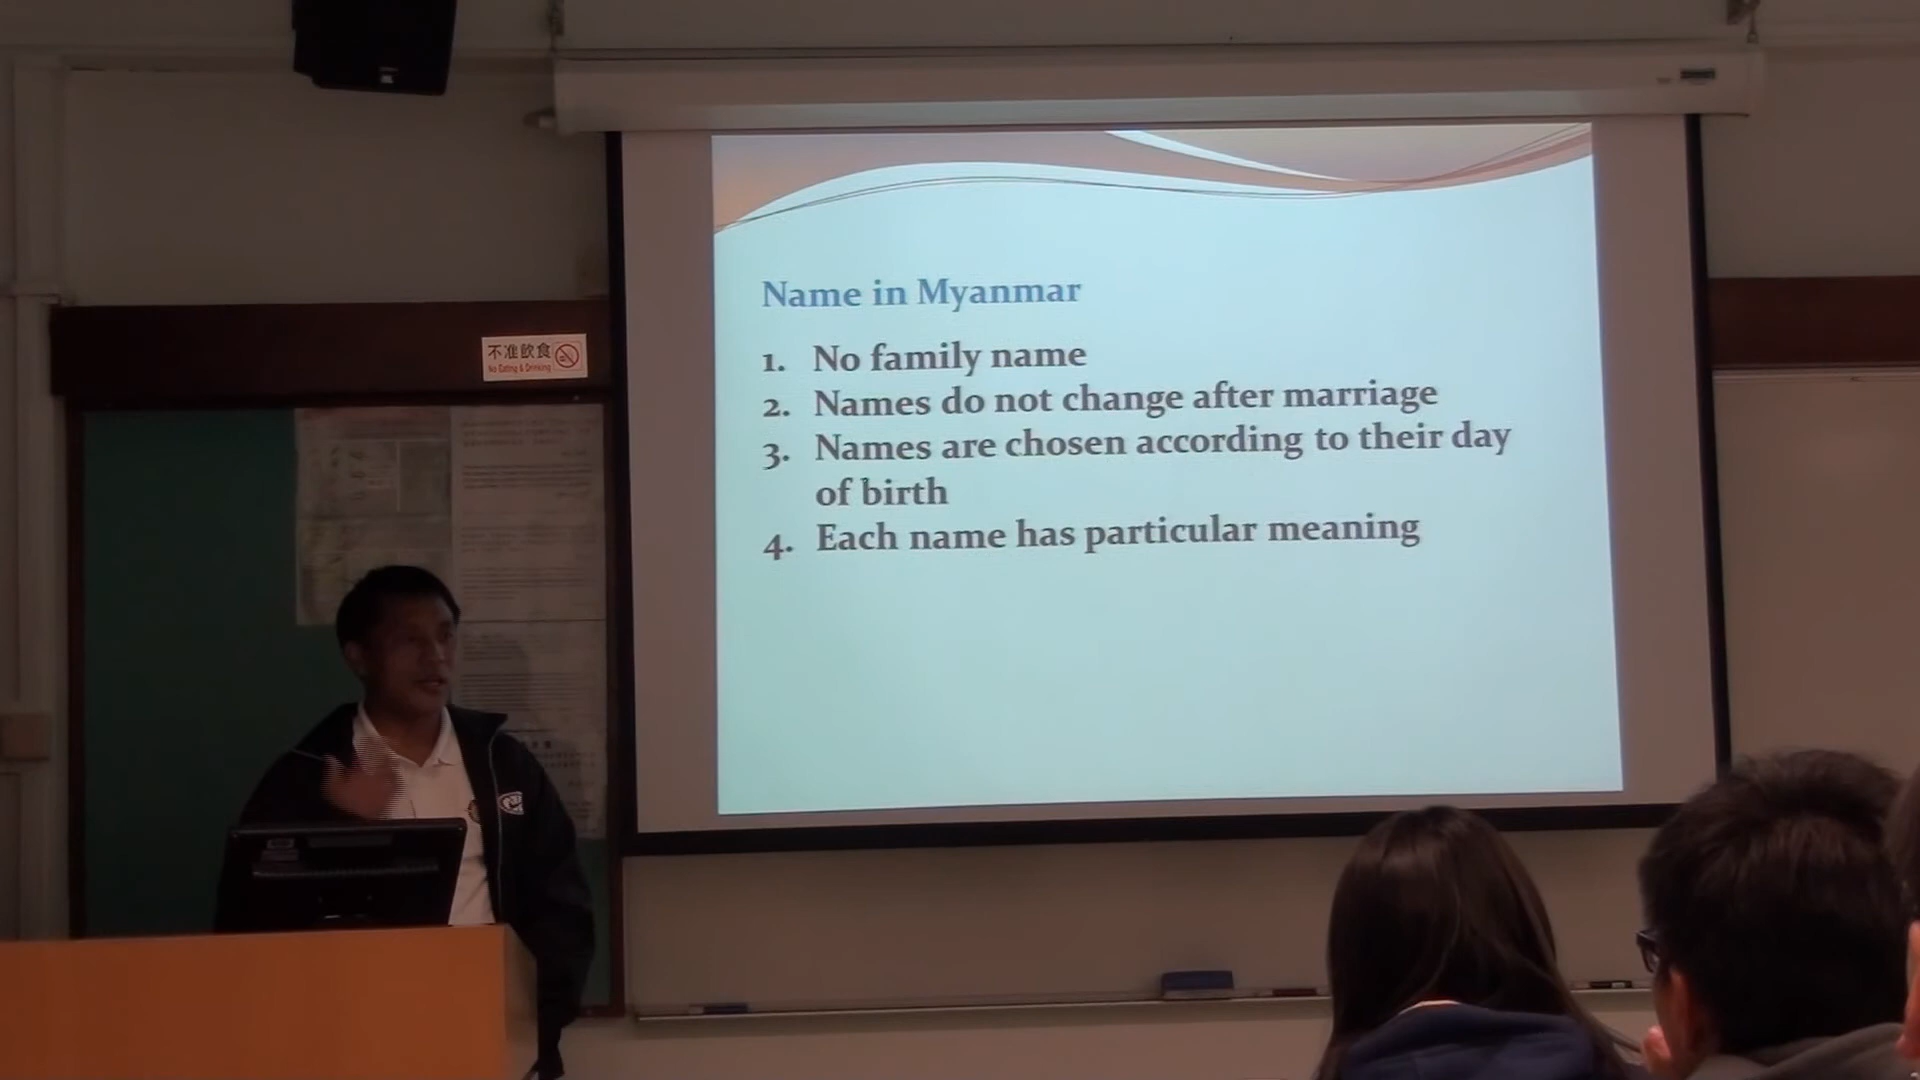 Name in Myanmar
1. No family name
2. Names do not change after marriage
3. Names are chosen according to their day
of birth
4. Each name has particular meaning
不准飲食
No Eating & Drinking